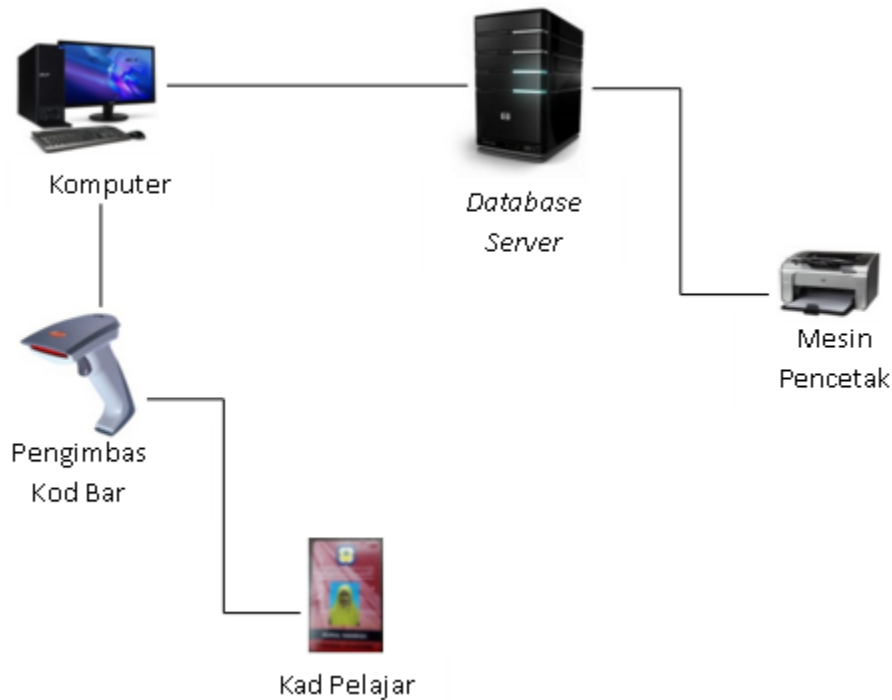 Komputer
Database
Server
Mesin
Pencetak
Pengimbas
Kod Bar
Kad Pelajar